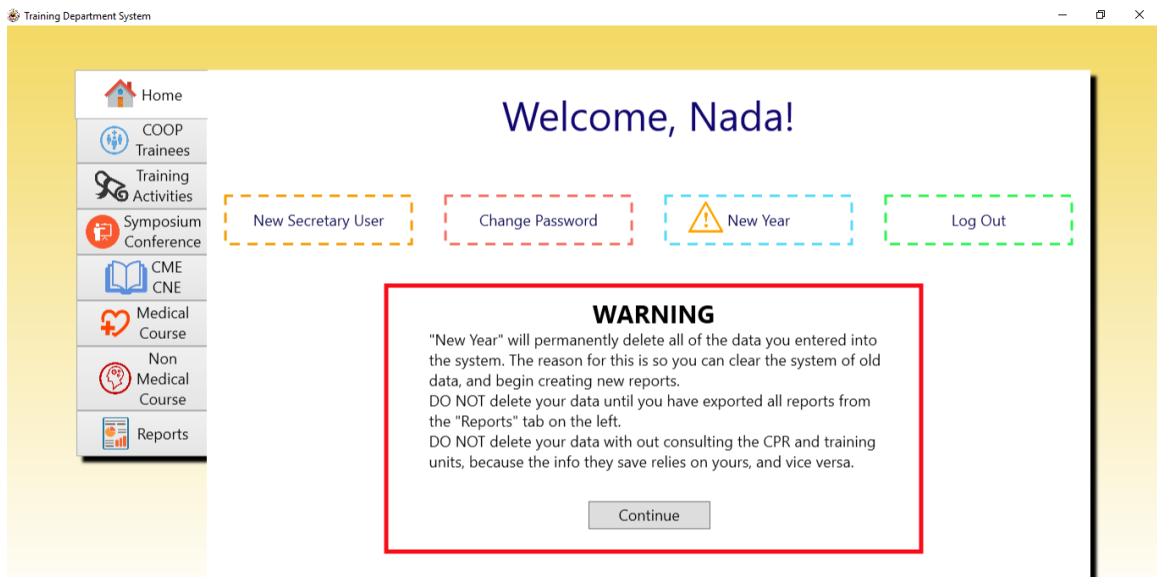 Training Department System
Home
COOP
Trainees
Training
Activities
Symposium
Conference
CME
CNE
Medical
Course
Non
Medical
Course
Reports
Welcome, Nada!
New Secretary User
Change Password
New Year
Log Out
WARNING
"New Year" will permanently delete all of the data you entered into
the system. The reason for this is so you can clear the system of old
data, and begin creating new reports.
DO NOT delete your data until you have exported all reports from
the "Reports" tab on the left.
DO NOT delete your data with out consulting the CPR and training
units, because the info they save relies on yours, and vice versa.
Continue